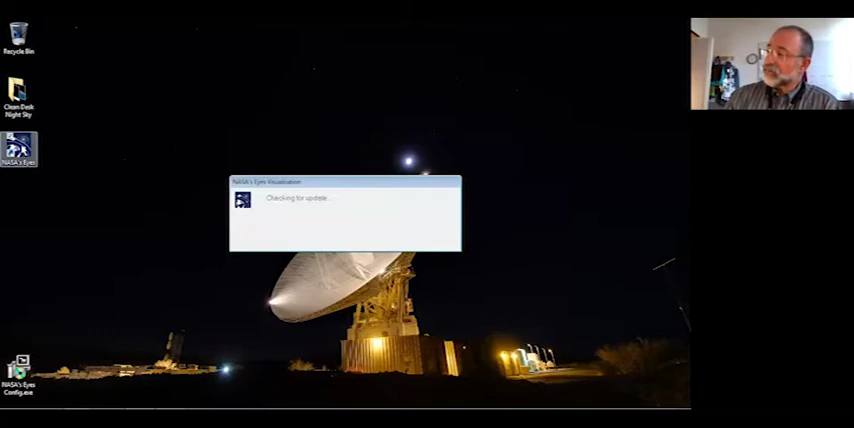 Recycle Bin
Clean Desk
Night Sky
NASA's Eyes
NASA's Eyes Visualization
Checking for update...
NASA's Eyes
Config.exe